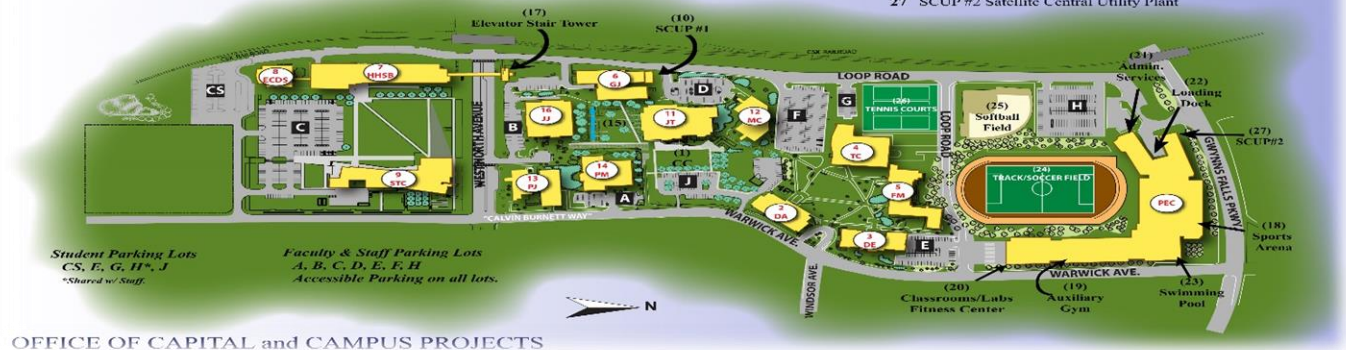 27 SCUP #2 Satellite Central Utility Plant
(17)
Elevator Stair Tower
(10)
SCUP #1
(21)
Admin.
Services
(22)
Loading
Dock
(27)
SCUP#2
CSX RAILROAD
CSX RAILROAD
LOOP ROAD
8
ECDS
7
HHSB
6
GJ
CS
C
B
D
F
G
H
16
JJ
(15)
11
JT
12
MC
(26)
TENNIS COURTS
(25)
Softball
Field
LOOP ROAD
WEST NORTH AVENUE
GWYNNS FALLS PKWY
9
STC
13
PJ
14
PM
(1)
J
A
4
TC
5
FM
2
DA
3
DE
E
(24)
TRACK/SOCCER FIELD
PEC
(18)
Sports
Arena
"CALVIN BURNETT WAY"
WARWICK AVE.
WARWICK AVE.
WINDSOR AVE.
Student Parking Lots
CS, E, G, H*, J
*Shared w/ Staff.
Faculty & Staff Parking Lots
A, B, C, D, E, F, H
Accessible Parking on all lots.
(20)
Classrooms/Labs
Fitness Center
(19)
Auxiliary
Gym
(23)
Swimming
Pool
N
OFFICE OF CAPITAL and CAMPUS PROJECTS